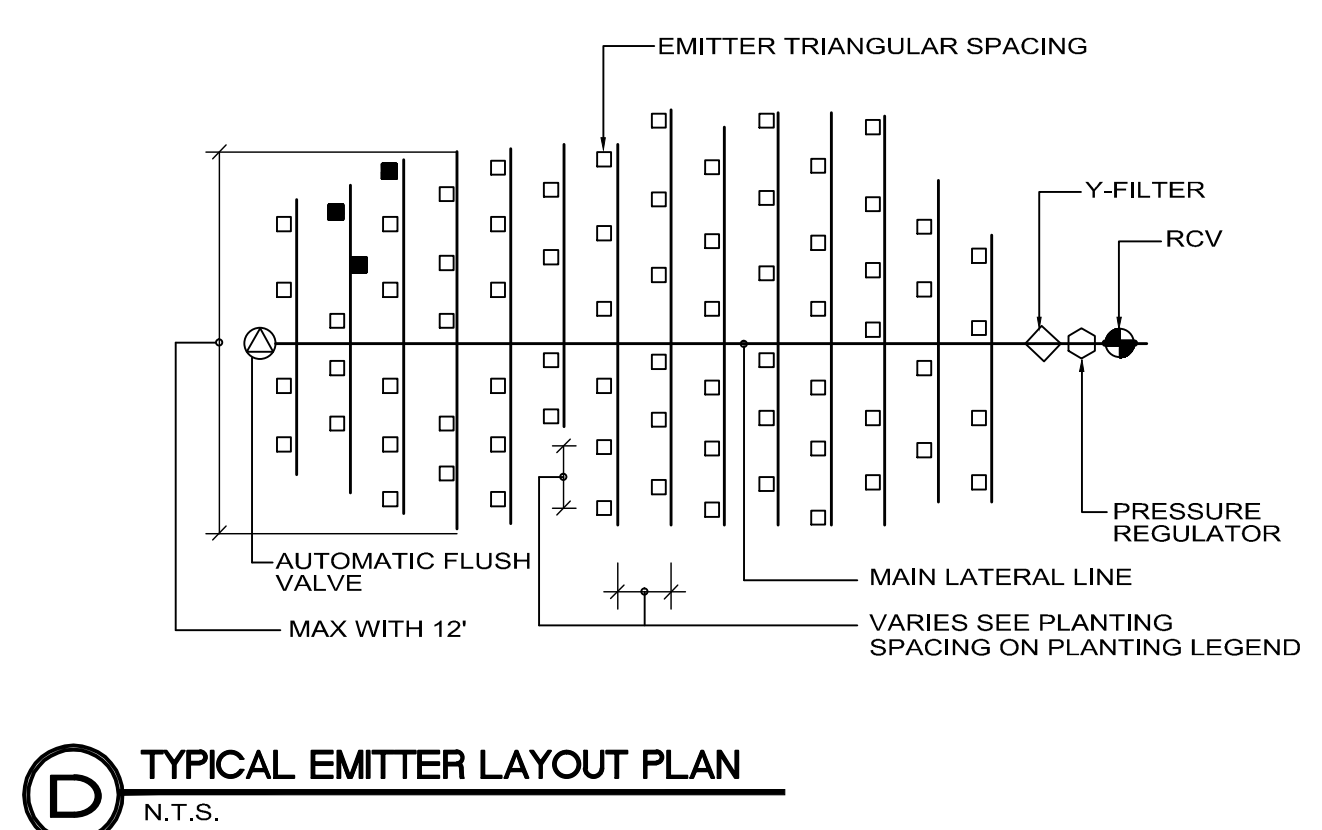 EMITTER TRIANGULAR SPACING
Y-FILTER
RCV
PRESSURE
REGULATOR
AUTOMATIC FLUSH
VALVE
MAIN LATERAL LINE
MAX WITH 12'
VARIES SEE PLANTING
SPACING ON PLANTING LEGEND
D
TYPICAL EMITTER LAYOUT PLAN
N.T.S.